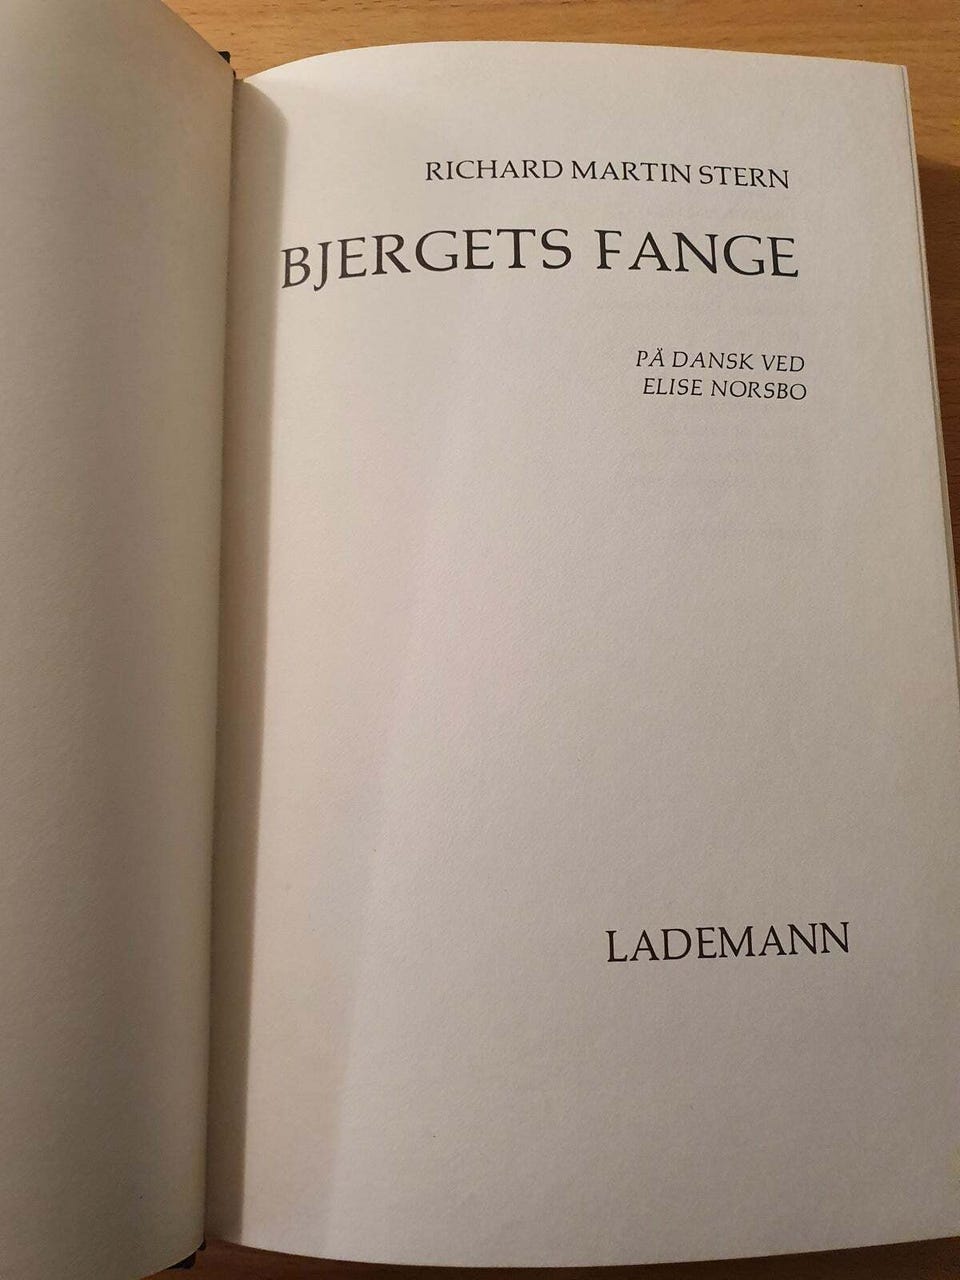 RICHARD MARTIN STERN
BJERGETS FANGE
PÅ DANSK VED
ELISE NORSBO
LADEMANN